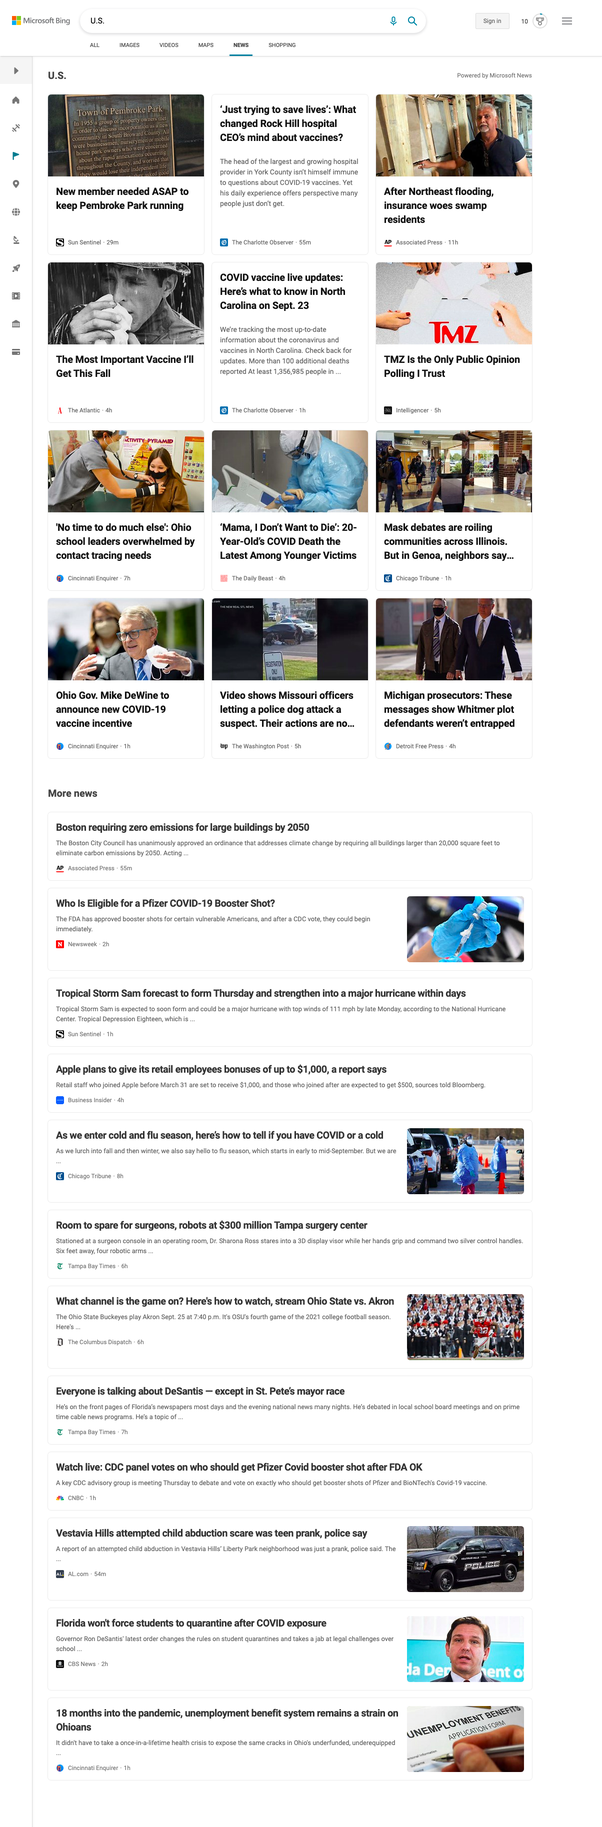 Microsoft Bing
U.S.
Sign in
10
ALL
IMAGES
VIDEOS
MAPS
NEWS
SHOPPING
U.S.
Powered by Microsoft News
Town of Pembroke Park
New member needed ASAP to
keep Pembroke Park running
Sun Sentinel · 29m
‘Just trying to save lives’: What
changed Rock Hill hospital
CEO’s mind about vaccines?
The head of the largest and growing hospital
provider in York County isn’t himself immune
to questions about COVID-19 vaccines. Yet
his daily experience offers perspective many
people just don’t get.
The Charlotte Observer · 55m
After Northeast flooding,
insurance woes swamp
residents
AP
Associated Press · 11h
The Most Important Vaccine I’ll
Get This Fall
The Atlantic · 4h
COVID vaccine live updates:
Here’s what to know in North
Carolina on Sept. 23
We’re tracking the most up-to-date
information about the coronavirus and
vaccines in North Carolina. Check back for
updates. More than 100 additional deaths
reported At least 1,356,985 people in ...
The Charlotte Observer · 1h
TMZ
TMZ Is the Only Public Opinion
Polling I Trust
Intelligencer · 5h
ACTIVITY PYRAMID
'No time to do much else': Ohio
school leaders overwhelmed by
contact tracing needs
Cincinnati Enquirer · 7h
‘Mama, I Don’t Want to Die’: 20-
Year-Old’s COVID Death the
Latest Among Younger Victims
The Daily Beast · 4h
Mask debates are roiling
communities across Illinois.
But in Genoa, neighbors say...
Chicago Tribune · 1h
Ohio Gov. Mike DeWine to
announce new COVID-19
vaccine incentive
Cincinnati Enquirer · 1h
Video shows Missouri officers
letting a police dog attack a
suspect. Their actions are no...
wp
The Washington Post · 5h
Michigan prosecutors: These
messages show Whitmer plot
defendants weren’t entrapped
Detroit Free Press · 4h
More news
Boston requiring zero emissions for large buildings by 2050
The Boston City Council has unanimously approved an ordinance that addresses climate change by requiring all buildings larger than 20,000 square feet to
eliminate carbon emissions by 2050. Acting ...
AP
Associated Press · 55m
Who Is Eligible for a Pfizer COVID-19 Booster Shot?
The FDA has approved booster shots for certain vulnerable Americans, and after a CDC vote, they could begin
immediately.
N
Newsweek · 2h
Tropical Storm Sam forecast to form Thursday and strengthen into a major hurricane within days
Tropical Storm Sam is expected to soon form and could be a major hurricane with top winds of 111 mph by late Monday, according to the National Hurricane
Center. Tropical Depression Eighteen, which is ...
Sun Sentinel · 1h
Apple plans to give its retail employees bonuses of up to $1,000, a report says
Retail staff who joined Apple before March 31 are set to receive $1,000, and those who joined after are expected to get $500, sources told Bloomberg.
Business Insider · 4h
As we enter cold and flu season, here’s how to tell if you have COVID or a cold
As we lurch into fall and then winter, we also say hello to flu season, which starts in early to mid-September. But we are
...
Chicago Tribune · 8h
Room to spare for surgeons, robots at $300 million Tampa surgery center
Stationed at a surgeon console in an operating room, Dr. Sharona Ross stares into a 3D display visor while her hands grip and command two silver control handles.
Six feet away, four robotic arms ...
Tampa Bay Times · 6h
What channel is the game on? Here's how to watch, stream Ohio State vs. Akron
The Ohio State Buckeyes play Akron Sept. 25 at 7:40 p.m. It's OSU's fourth game of the 2021 college football season.
Here's ...
The Columbus Dispatch · 6h
Everyone is talking about DeSantis — except in St. Pete’s mayor race
He’s on the front pages of Florida’s newspapers most days and the evening national news many nights. He’s debated in local school board meetings and on prime
time cable news programs. He’s a topic of ...
Tampa Bay Times · 7h
Watch live: CDC panel votes on who should get Pfizer Covid booster shot after FDA OK
A key CDC advisory group is meeting Thursday to debate and vote on exactly who should get booster shots of Pfizer and BioNTech's Covid-19 vaccine.
CNBC · 1h
Vestavia Hills attempted child abduction scare was teen prank, police say
A report of an attempted child abduction in Vestavia Hills’ Liberty Park neighborhood was just a prank, police said. The
...
AL.com · 54m
POLICE
Florida won’t force students to quarantine after COVID exposure
Governor Ron DeSantis’ latest order changes the rules on student quarantines and takes a jab at legal challenges over
school ...
CBS News · 2h
18 months into the pandemic, unemployment benefit system remains a strain on
Ohioans
It didn’t have to take a once-in-a-lifetime health crisis to expose the same cracks in Ohio’s underfunded, underequipped
...
Cincinnati Enquirer · 1h
UNEMPLOYMENT BENEFITS
APPLICATION FORM